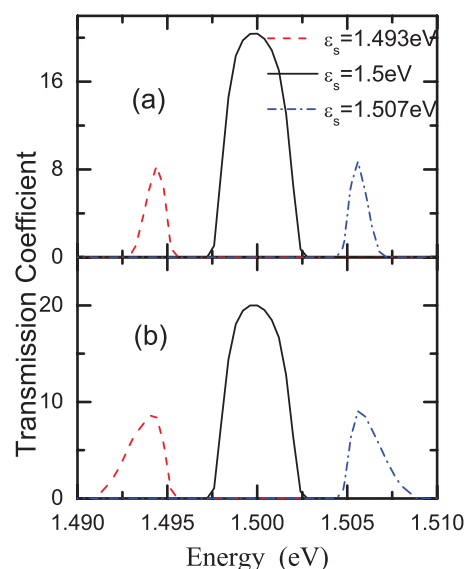 ε_s=1.493eV
ε_s=1.5eV
ε_s=1.507eV
(a)
16
8
0
(b)
20
10
0
Transmission Coefficient
1.490 1.495 1.500 1.505 1.510
Energy (eV)